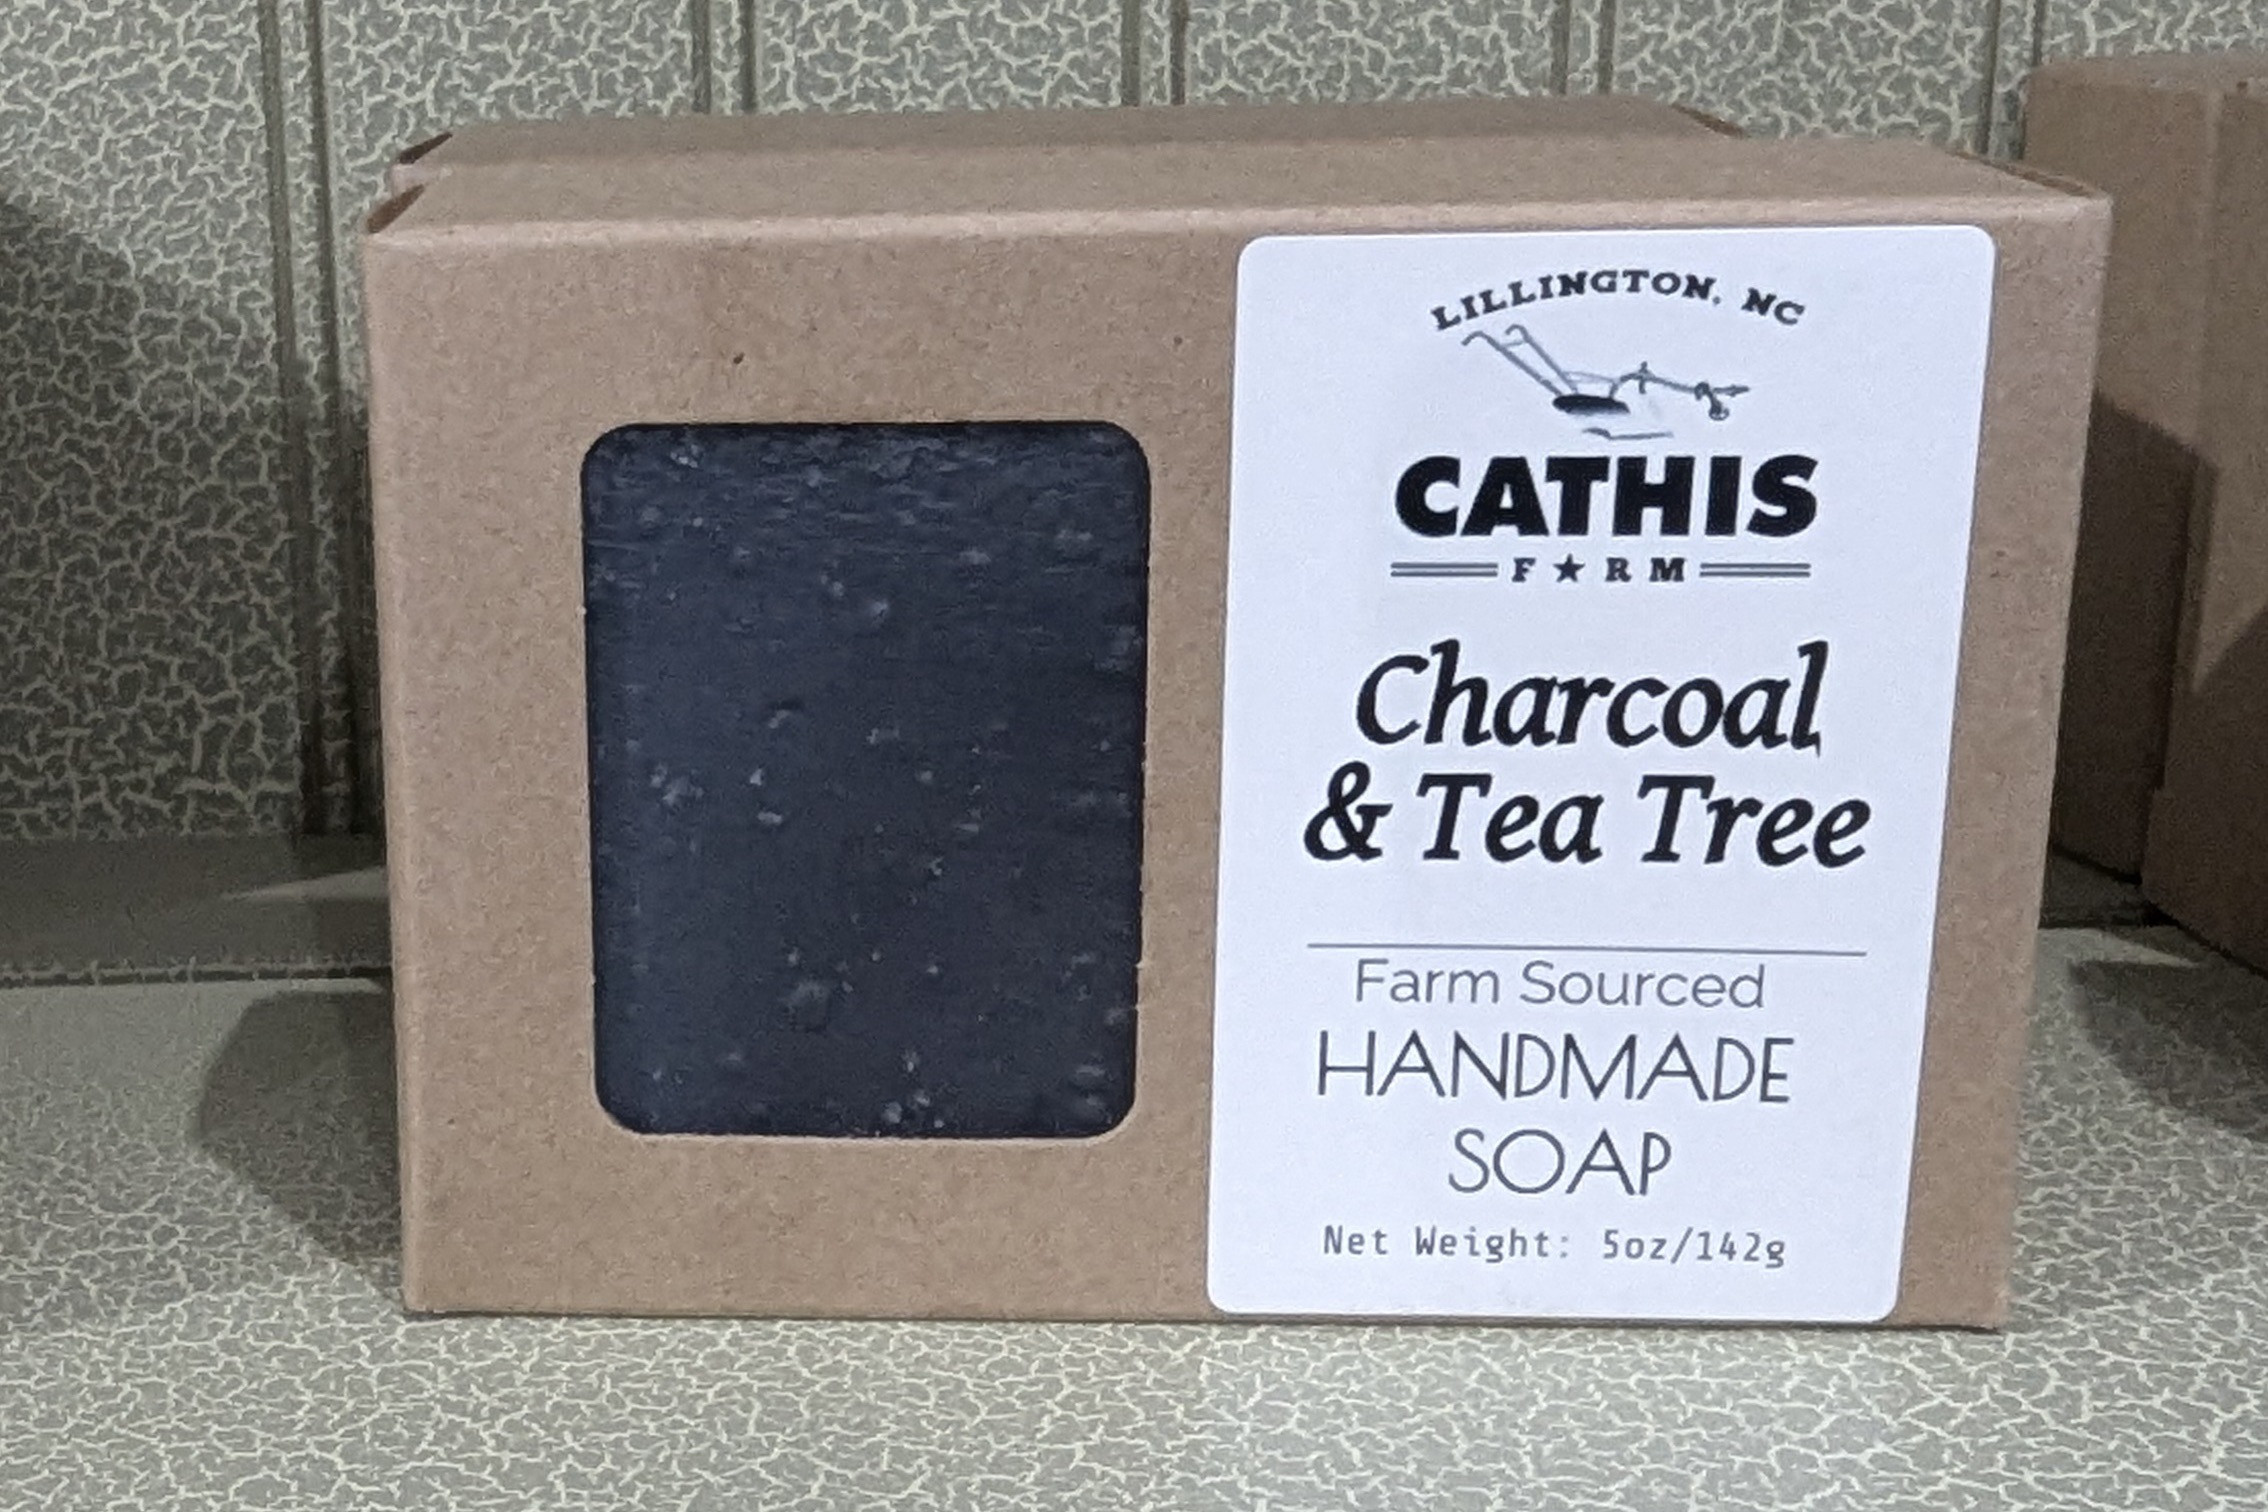 LILLINGTON, NC
CATHIS
F★RM
Charcoal
& Tea Tree
Farm Sourced
HANDMADE
SOAP
Net Weight: 5oz/142g